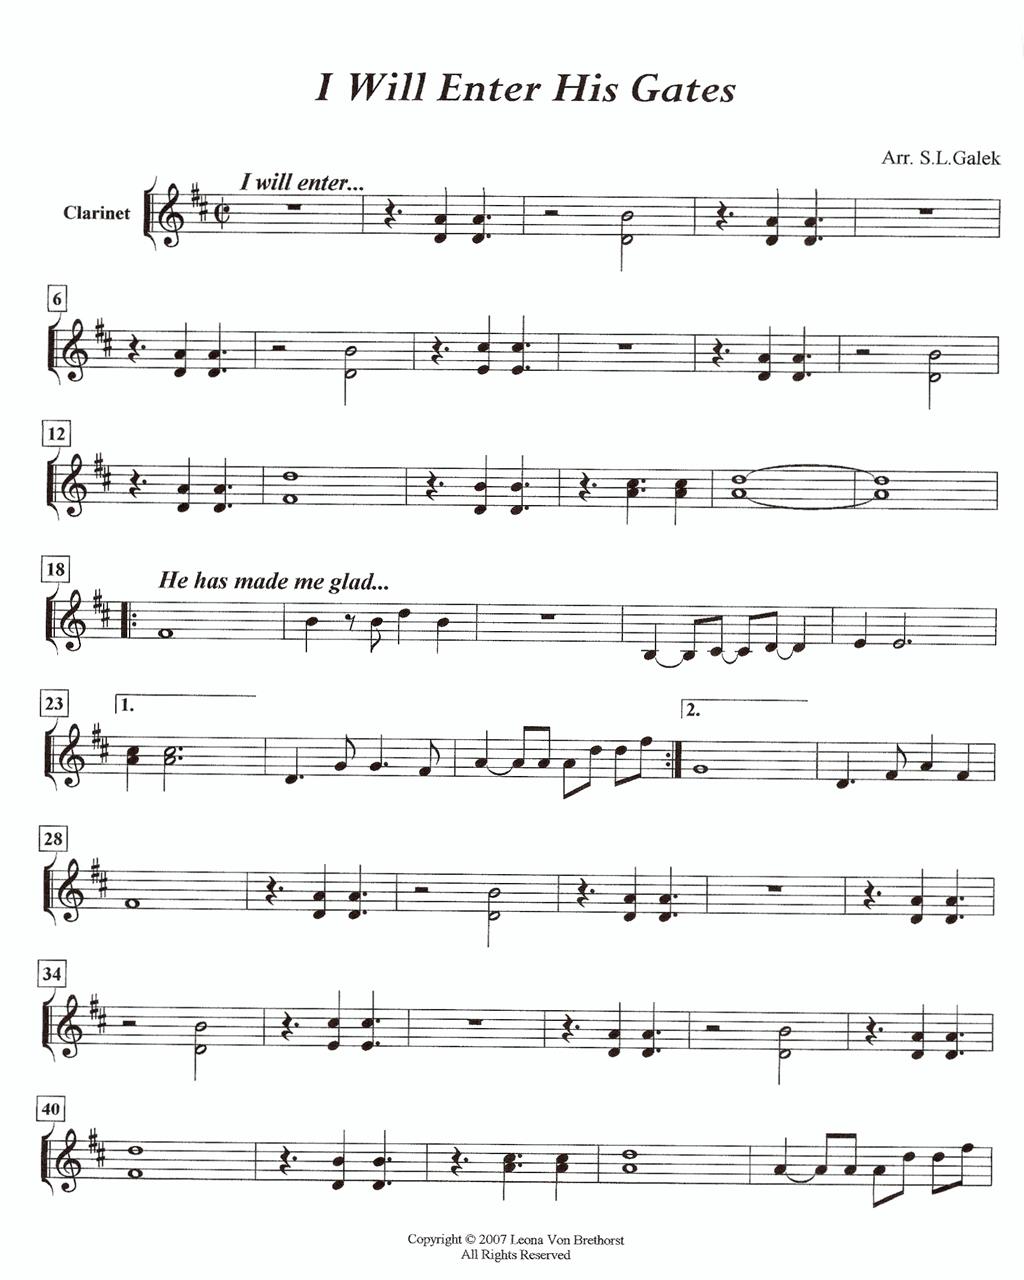 I Will Enter His Gates
Arr. S.L.Galek
I will enter...
Clarinet
6
12
18
He has made me glad...
23
1.
2.
28
34
40
Copyright © 2007 Leona Von Brethorst
All Rights Reserved